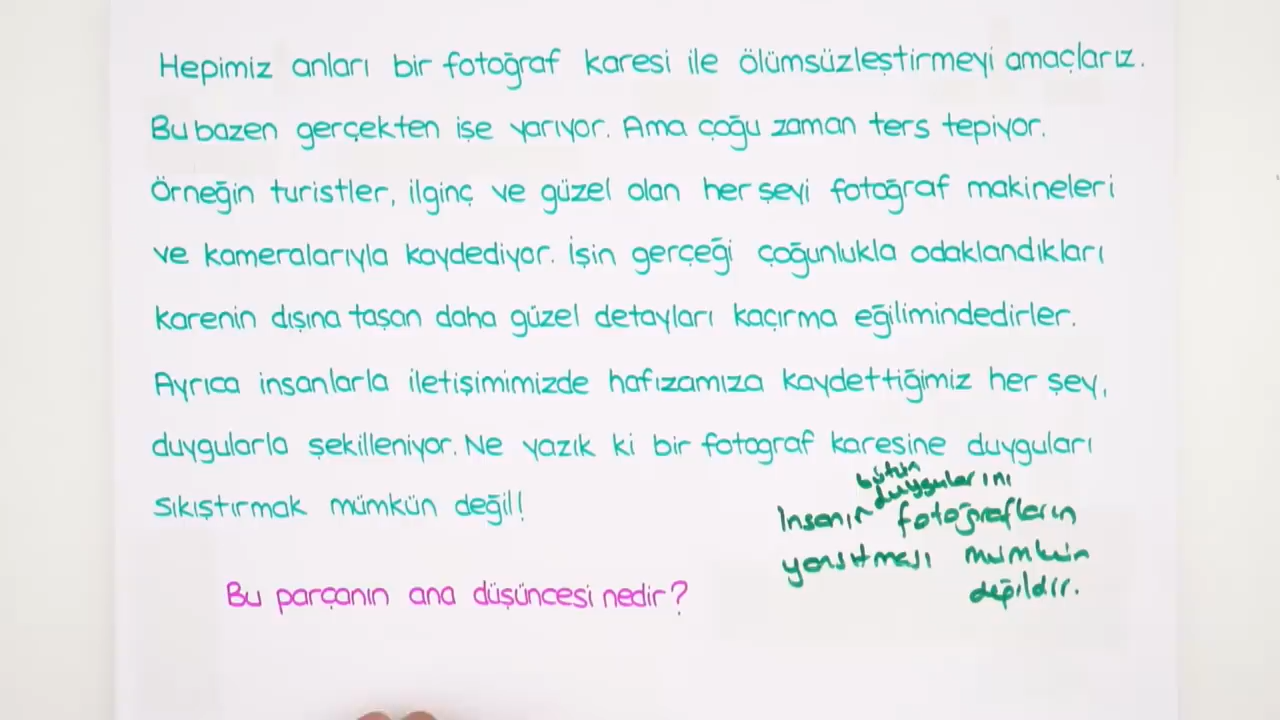 Hepimiz anları bir fotoğraf karesi ile ölümsüzleştirmeyi amaçlarız.
Bu bazen gerçekten işe yarıyor. Ama çoğu zaman ters tepiyor.
Örneğin turistler, ilginç ve güzel olan her şeyi fotoğraf makineleri
ve kameralarıyla kaydediyor. İşin gerçeği çoğunlukla odaklandıkları
karenin dışına taşan daha güzel detayları kaçırma eğilimindedirler.
Ayrıca insanlarla iletişimimizde hafızamıza kaydettiğimiz her şey,
duygularla şekilleniyor. Ne yazık ki bir fotograf karesine duyguları
sıkıştırmak mümkün değil!
bütün
duygularını
İnsanın fotoğrafların
yansıtması mümkün
değildir.
Bu parçanın ana düşüncesi nedir?